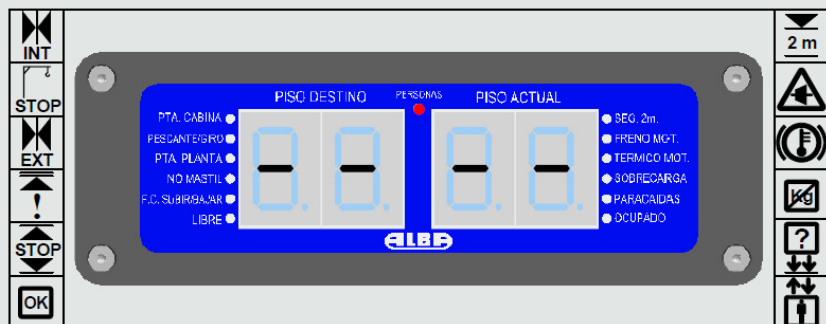 INT
STOP
EXT
!
STOP
OK
PISO DESTINO
PERSONAS
PISO ACTUAL
PTA. CABINA
PESCANTE/GIRO
PTA. PLANTA
NO MASTIL
F.C. SUBIR/BAJAR
LIBRE
- -
- -
SEG. 2m.
FRENO MOT.
TERMICO MOT.
SOBRECARGA
PARACAIDAS
OCUPADO
ALBA
2 m
Kg
?